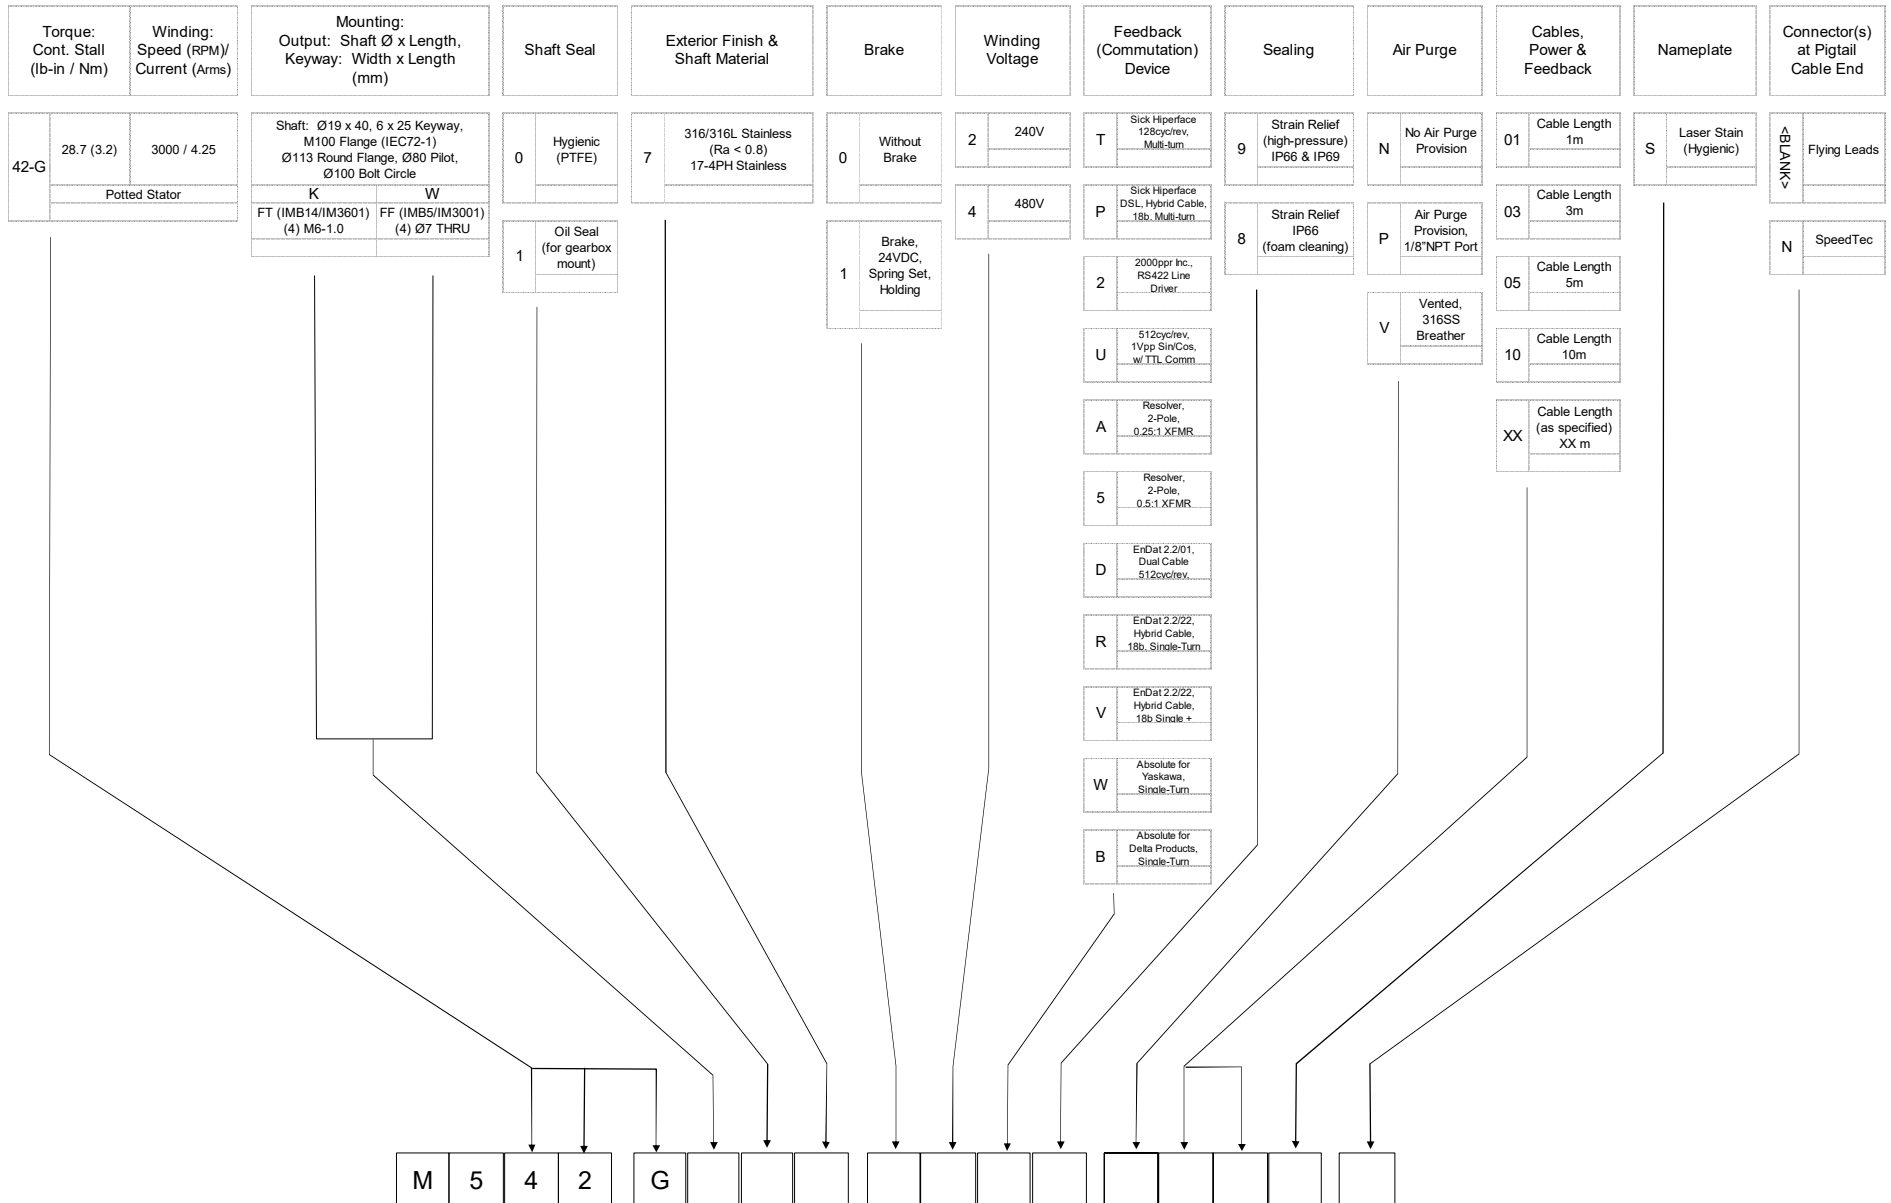 Torque:
Cont. Stall
(lb-in / Nm)
Winding:
Speed (RPM)/
Current (Arms)
Mounting:
Output: Shaft Ø x Length,
Keyway: Width x Length
(mm)
Shaft Seal
Exterior Finish &
Shaft Material
Brake
Winding
Voltage
Feedback
(Commutation)
Device
Sealing
Air Purge
Cables,
Power &
Feedback
Nameplate
Connector(s)
at Pigtail
Cable End
42-G
28.7 (3.2)
3000 / 4.25
Potted Stator
Shaft: Ø19 x 40, 6 x 25 Keyway,
M100 Flange (IEC72-1)
Ø113 Round Flange, Ø80 Pilot,
Ø100 Bolt Circle
K
FT (IMB14/IM3601)
(4) M6-1.0
W
FF (IMB5/IM3001)
(4) Ø7 THRU
0
Hygienic
(PTFE)
1
Oil Seal
(for gearbox
mount)
7
316/316L Stainless
(Ra < 0.8)
17-4PH Stainless
0
Without
Brake
1
Brake,
24VDC,
Spring Set,
Holding
2
240V
4
480V
T
Sick Hiperface
128cyc/rev,
Multi-turn
P
Sick Hiperface
DSL, Hybrid Cable,
18b, Multi-turn
2
2000ppr Inc.,
RS422 Line
Driver
U
512cyc/rev,
1Vpp Sin/Cos,
w/ TTL Comm
A
Resolver,
2-Pole,
0.25:1 XFMR
5
Resolver,
2-Pole,
0.5:1 XFMR
D
EnDat 2.2/01,
Dual Cable
512cyc/rev,
R
EnDat 2.2/22,
Hybrid Cable,
18b, Single-Turn
V
EnDat 2.2/22,
Hybrid Cable,
18b Single +
W
Absolute for
Yaskawa,
Single-Turn
B
Absolute for
Delta Products,
Single-Turn
9
Strain Relief
(high-pressure)
IP66 & IP69
8
Strain Relief
IP66
(foam cleaning)
N
No Air Purge
Provision
P
Air Purge
Provision,
1/8"NPT Port
V
Vented,
316SS
Breather
01
Cable Length
1m
03
Cable Length
3m
05
Cable Length
5m
10
Cable Length
10m
XX
Cable Length
(as specified)
XX m
S
Laser Stain
(Hygienic)
<BLANK>
Flying Leads
N
SpeedTec
M 5 4 2 G